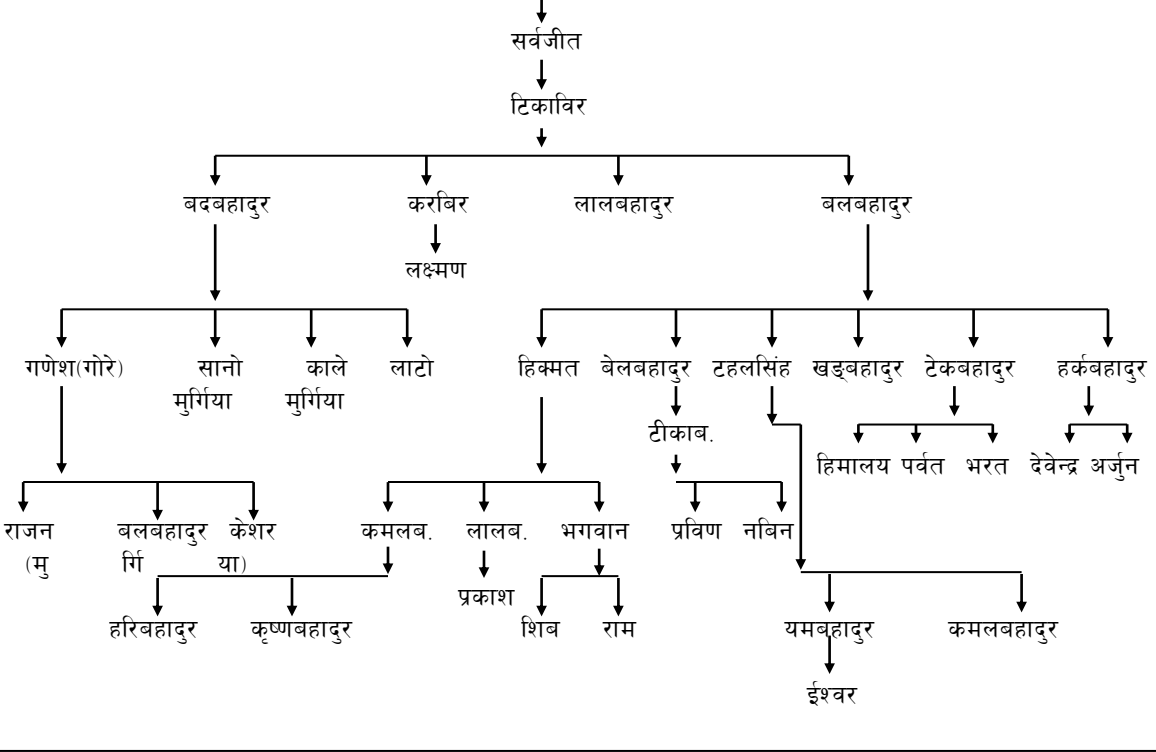 सर्वजीत
टिकाविर
बदबहादुर करबिर लालबहादुर बलबहादुर
लक्ष्मण
गणेश(गोरे) सानो काले लाटो हिक्मत बेलबहादुर टहलसिंह खड्बहादुर टेकबहादुर हर्कबहादुर
मुर्गिया मुर्गिया
टीकाब.
हिमालय पर्वत भरत देवेन्द्र अर्जुन
राजन बलबहादुर केशर कमलब. लालब. भगवान प्रविण नबिन
(मु र्गि या)
प्रकाश
हरिबहादुर कृष्णबहादुर शिब राम यमबहादुर कमलबहादुर
ईश्वर